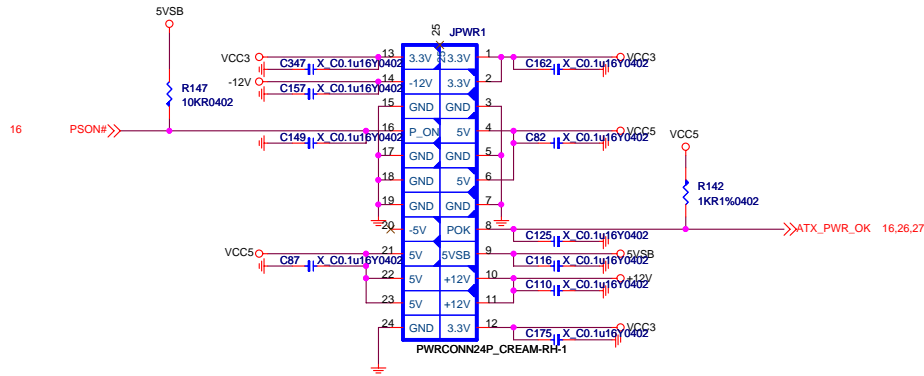 5VSB
25
JPWR1
25
VCC3
13
3.3V
3.3V
1
VCC3
C347
X_C0.1u16Y0402
C162
X_C0.1u16Y0402
-12V
14
-12V
3.3V
2
C157
X_C0.1u16Y0402
R147
10KR0402
15
GND
GND
3
16
PSON#
16
P_ON
5V
4
VCC5
C149
X_C0.1u16Y0402
C82
X_C0.1u16Y0402
VCC5
17
GND
GND
5
18
GND
5V
6
R142
1KR1%0402
19
GND
GND
7
20
-5V
POK
8
ATX_PWR_OK
16,26,27
C125
X_C0.1u16Y0402
VCC5
21
5V
5VSB
9
5VSB
C87
X_C0.1u16Y0402
C116
X_C0.1u16Y0402
22
5V
+12V
10
+12V
C110
X_C0.1u16Y0402
23
5V
+12V
11
24
GND
3.3V
12
VCC3
C175
X_C0.1u16Y0402
PWRCONN24P_CREAM-RH-1